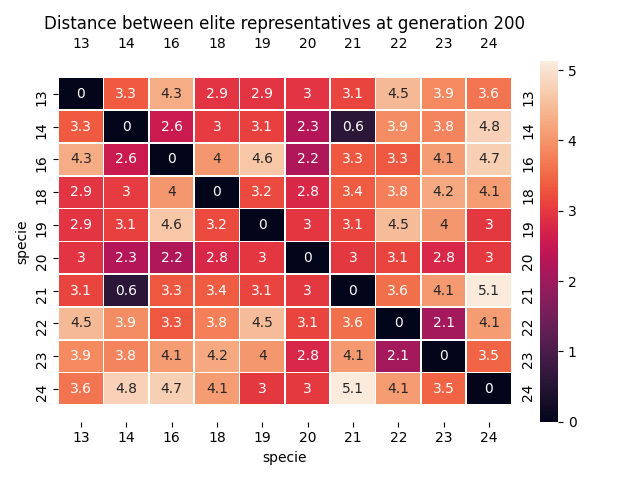 Distance between elite representatives at generation 200
13 14 16 18 19 20 21 22 23 24
13 0 3.3 4.3 2.9 2.9 3 3.1 4.5 3.9 3.6 13
14 3.3 0 2.6 3 3.1 2.3 0.6 3.9 3.8 4.8 14
16 4.3 2.6 0 4 4.6 2.2 3.3 3.3 4.1 4.7 16
18 2.9 3 4 0 3.2 2.8 3.4 3.8 4.2 4.1 18
19 2.9 3.1 4.6 3.2 0 3 3.1 4.5 4 3 19
20 3 2.3 2.2 2.8 3 0 3 3.1 2.8 3 20
21 3.1 0.6 3.3 3.4 3.1 3 0 3.6 4.1 5.1 21
22 4.5 3.9 3.3 3.8 4.5 3.1 3.6 0 2.1 4.1 22
23 3.9 3.8 4.1 4.2 4 2.8 4.1 2.1 0 3.5 23
24 3.6 4.8 4.7 4.1 3 3 5.1 4.1 3.5 0 24
13 14 16 18 19 20 21 22 23 24
specie
specie
5
4
3
2
1
0